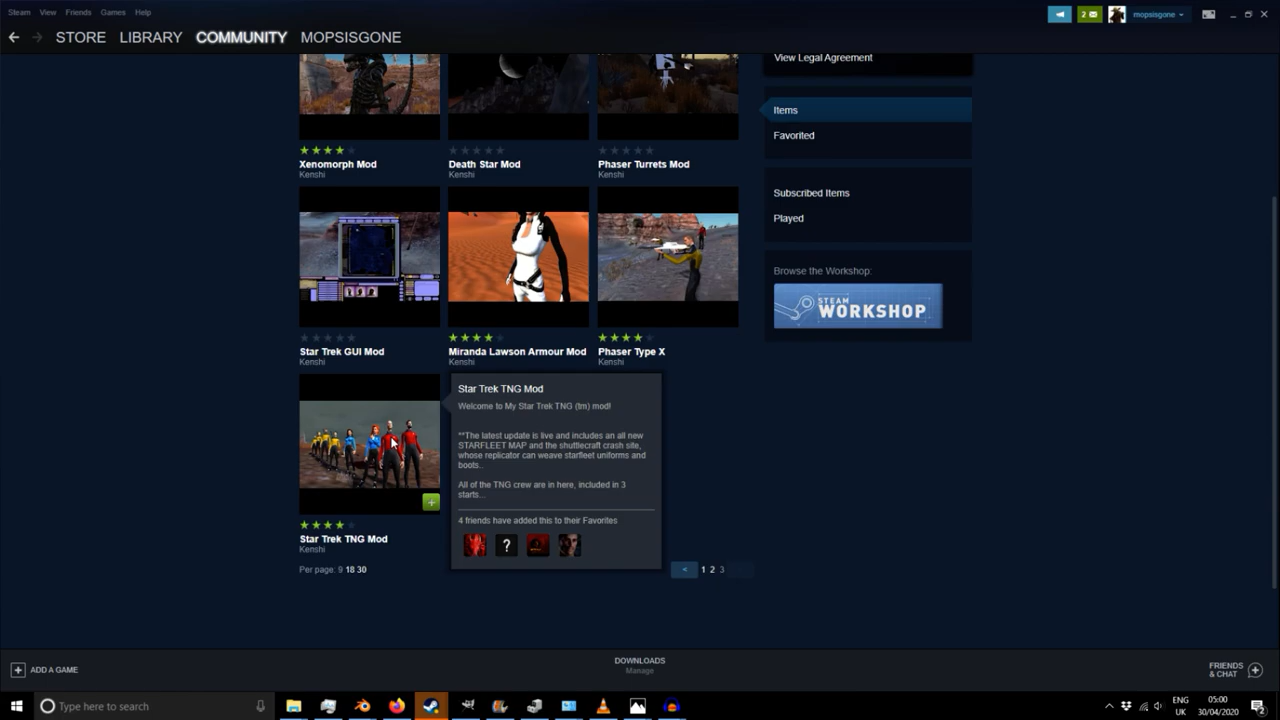 Steam View Friends Games Help
2 mopsisgone
STORE LIBRARY COMMUNITY MOPSISGONE
View Legal Agreement
Items
Favorited
Xenomorph Mod
Kenshi
Death Star Mod
Kenshi
Phaser Turrets Mod
Kenshi
Subscribed Items
Played
Browse the Workshop:
STEAM
WORKSHOP
Star Trek GUI Mod
Kenshi
Miranda Lawson Armour Mod
Kenshi
Phaser Type X
Kenshi
Star Trek TNG Mod
Welcome to My Star Trek TNG (tm) mod!
**The latest update is live and includes an all new
STARFLEET MAP and the shuttlecraft crash site,
whose replicator can weave starfleet uniforms and
boots..
All of the TNG crew are in here, included in 3
starts...
4 friends have added this to their Favorites
?
Star Trek TNG Mod
Kenshi
Per page: 9 18 30
< 1 2 3
ADD A GAME
DOWNLOADS
Manage
FRIENDS
& CHAT
Type here to search
ENG
UK
05:00
30/04/2020
2